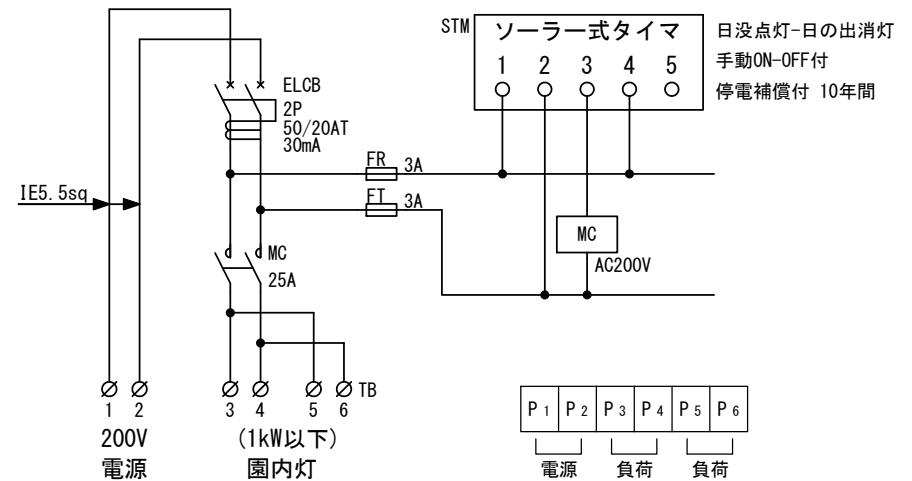 STM
ソーラー式タイマ
1 2 3 4 5
日没点灯-日の出消灯
手動ON-OFF付
停電補償付 10年間
ELCB
2P
50/20AT
30mA
FR 3A
FT 3A
IE5.5sq
MC
25A
MC
AC200V
1 2 3 4 5 6 TB
200V
電源
(1kW以下)
園内灯
P1 P2 P3 P4 P5 P6
電源 負荷 負荷